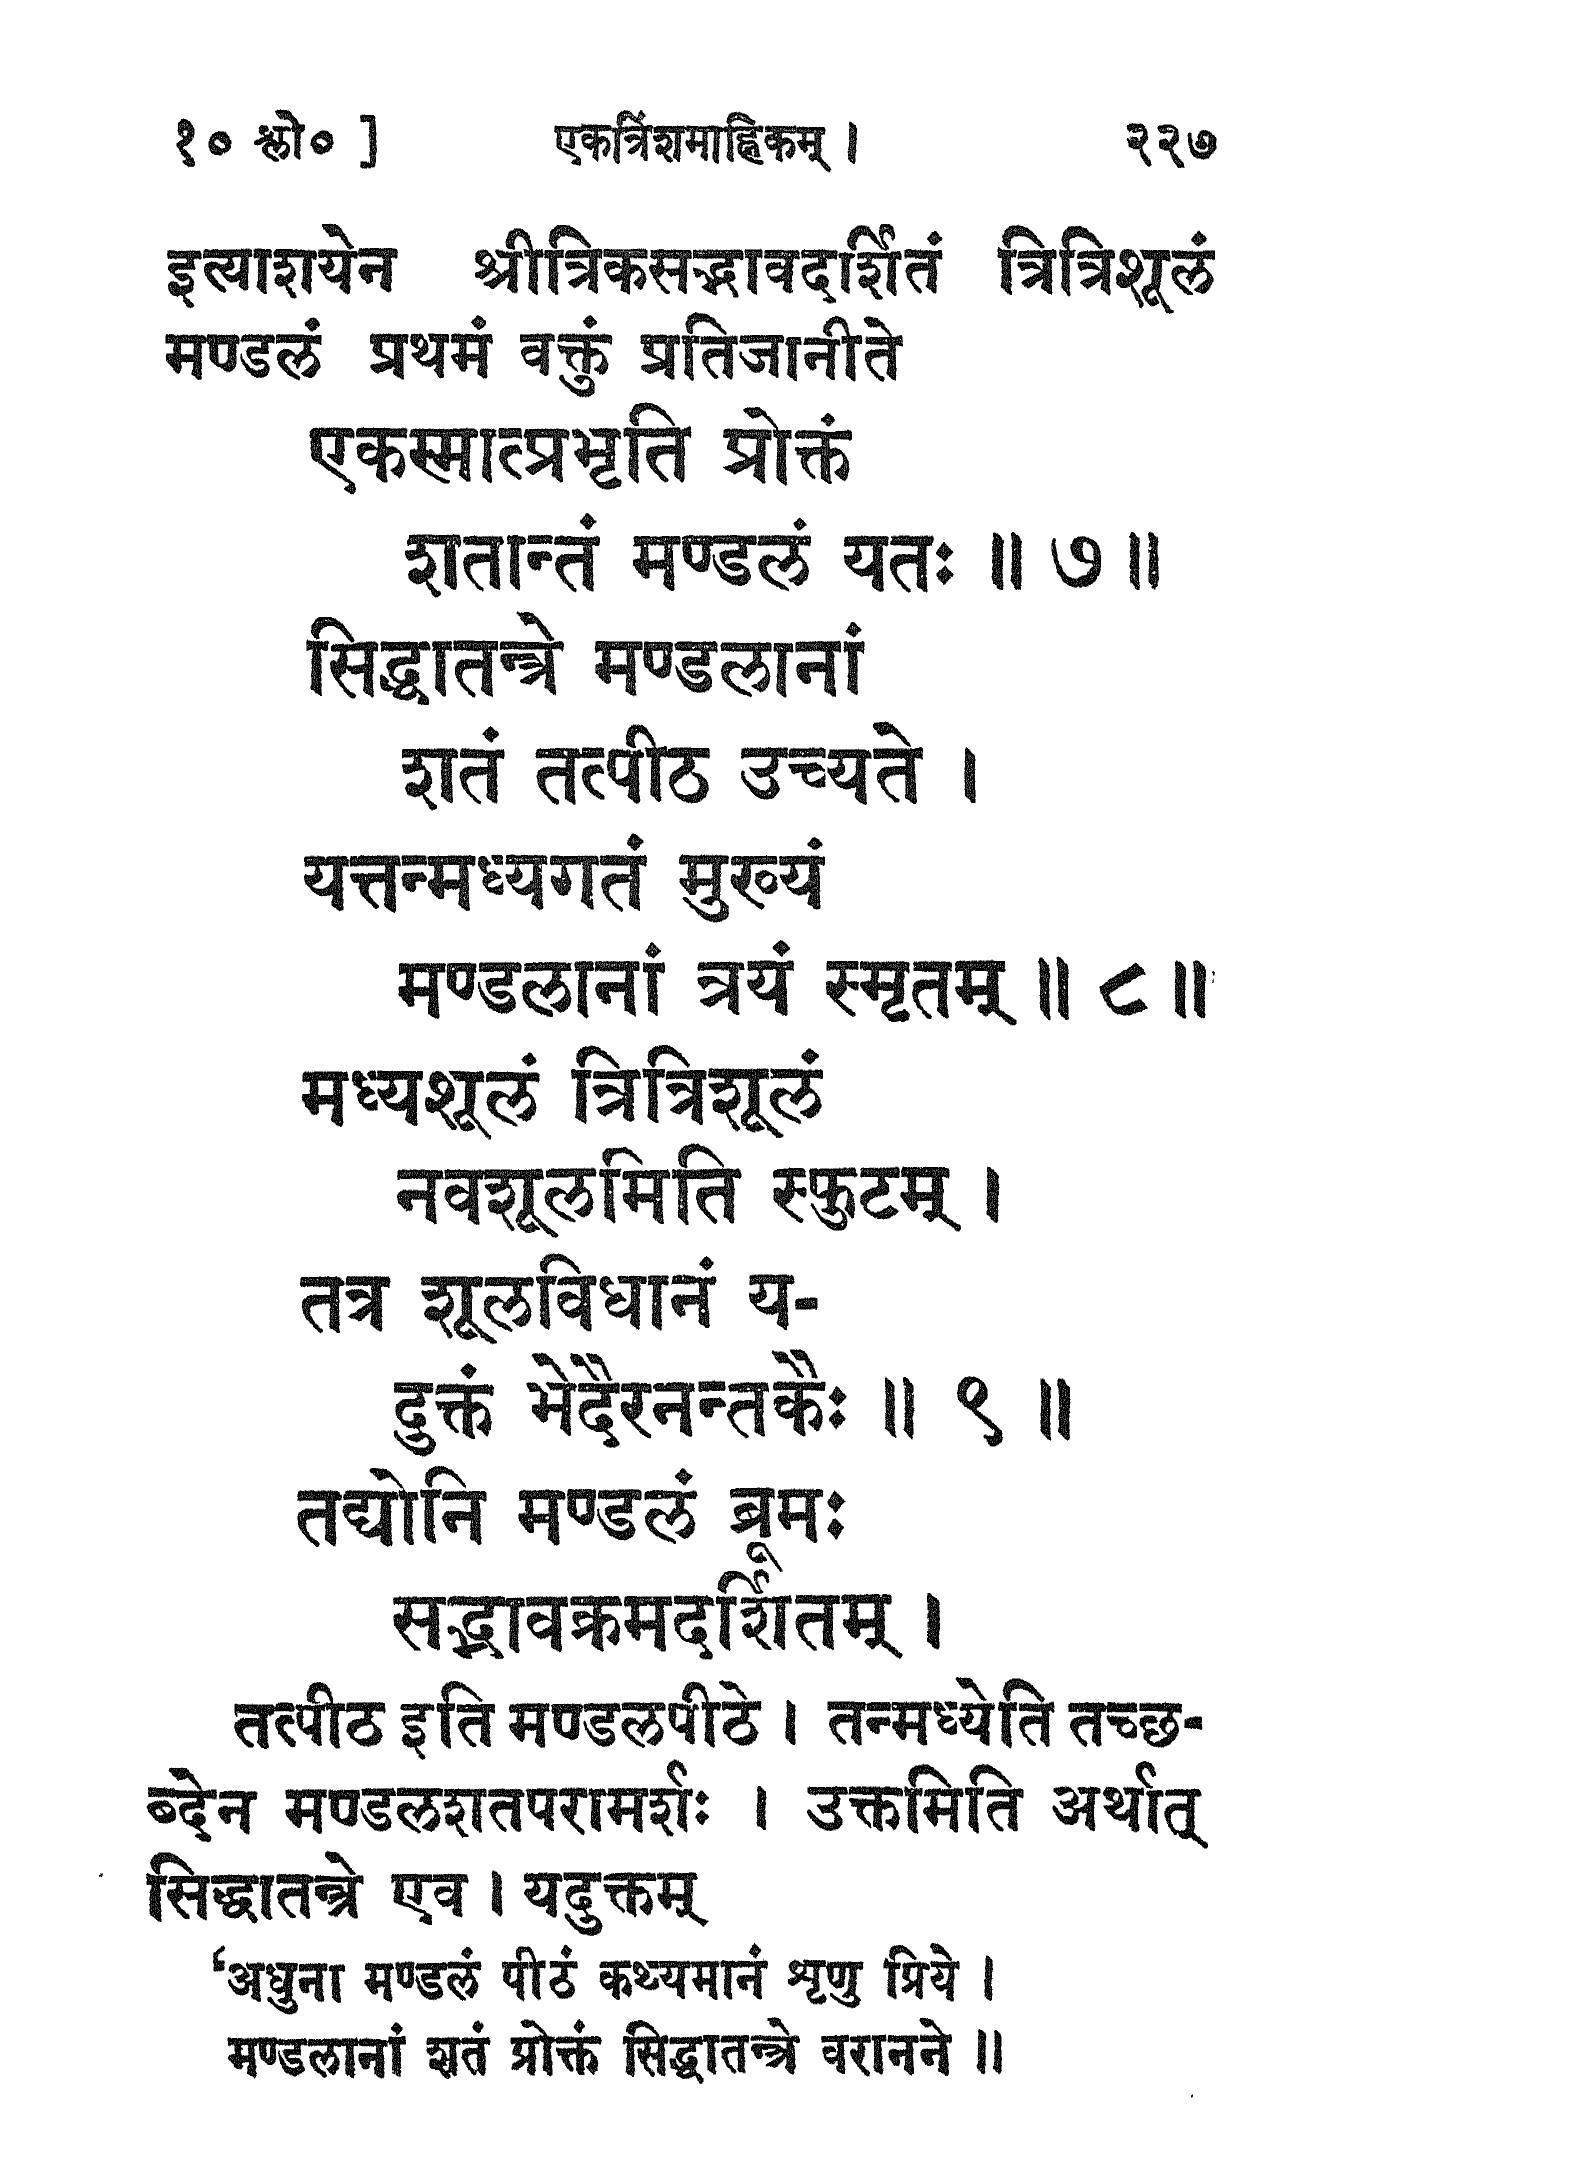 १० श्लो० ] एकत्रिंशमाह्निकम् । २२७
इत्याशयेन श्रीत्रिकसद्भावदर्शितं त्रित्रिशूलं
मण्डलं प्रथमं वक्तुं प्रतिजानीते
एकस्मात्प्रभृति प्रोक्तं
शतान्तं मण्डलं यतः ॥ ७ ॥
सिद्धातन्त्रे मण्डलानां
शतं तत्पीठ उच्यते ।
यत्तन्मध्यगतं मुख्यं
मण्डलानां त्रयं स्मृतम् ॥ ८ ॥
मध्यशूलं त्रित्रिशूलं
नवशूलमिति स्फुटम् ।
तत्र शूलविधानं य-
दुक्तं भेदैरनन्तकैः ॥ ९ ॥
तद्योनि मण्डलं ब्रूमः
सद्भावक्रमदर्शितम् ।
तत्पीठ इति मण्डलपीठे । तन्मध्येति तच्छ-
ब्देन मण्डलशतपरामर्शः । उक्तमिति अर्थात्
सिद्धातन्त्रे एव । यदुक्तम्
‘अधुना मण्डलं पीठं कथ्यमानं शृणु प्रिये ।
मण्डलानां शतं प्रोक्तं सिद्धातन्त्रे वरानने ॥